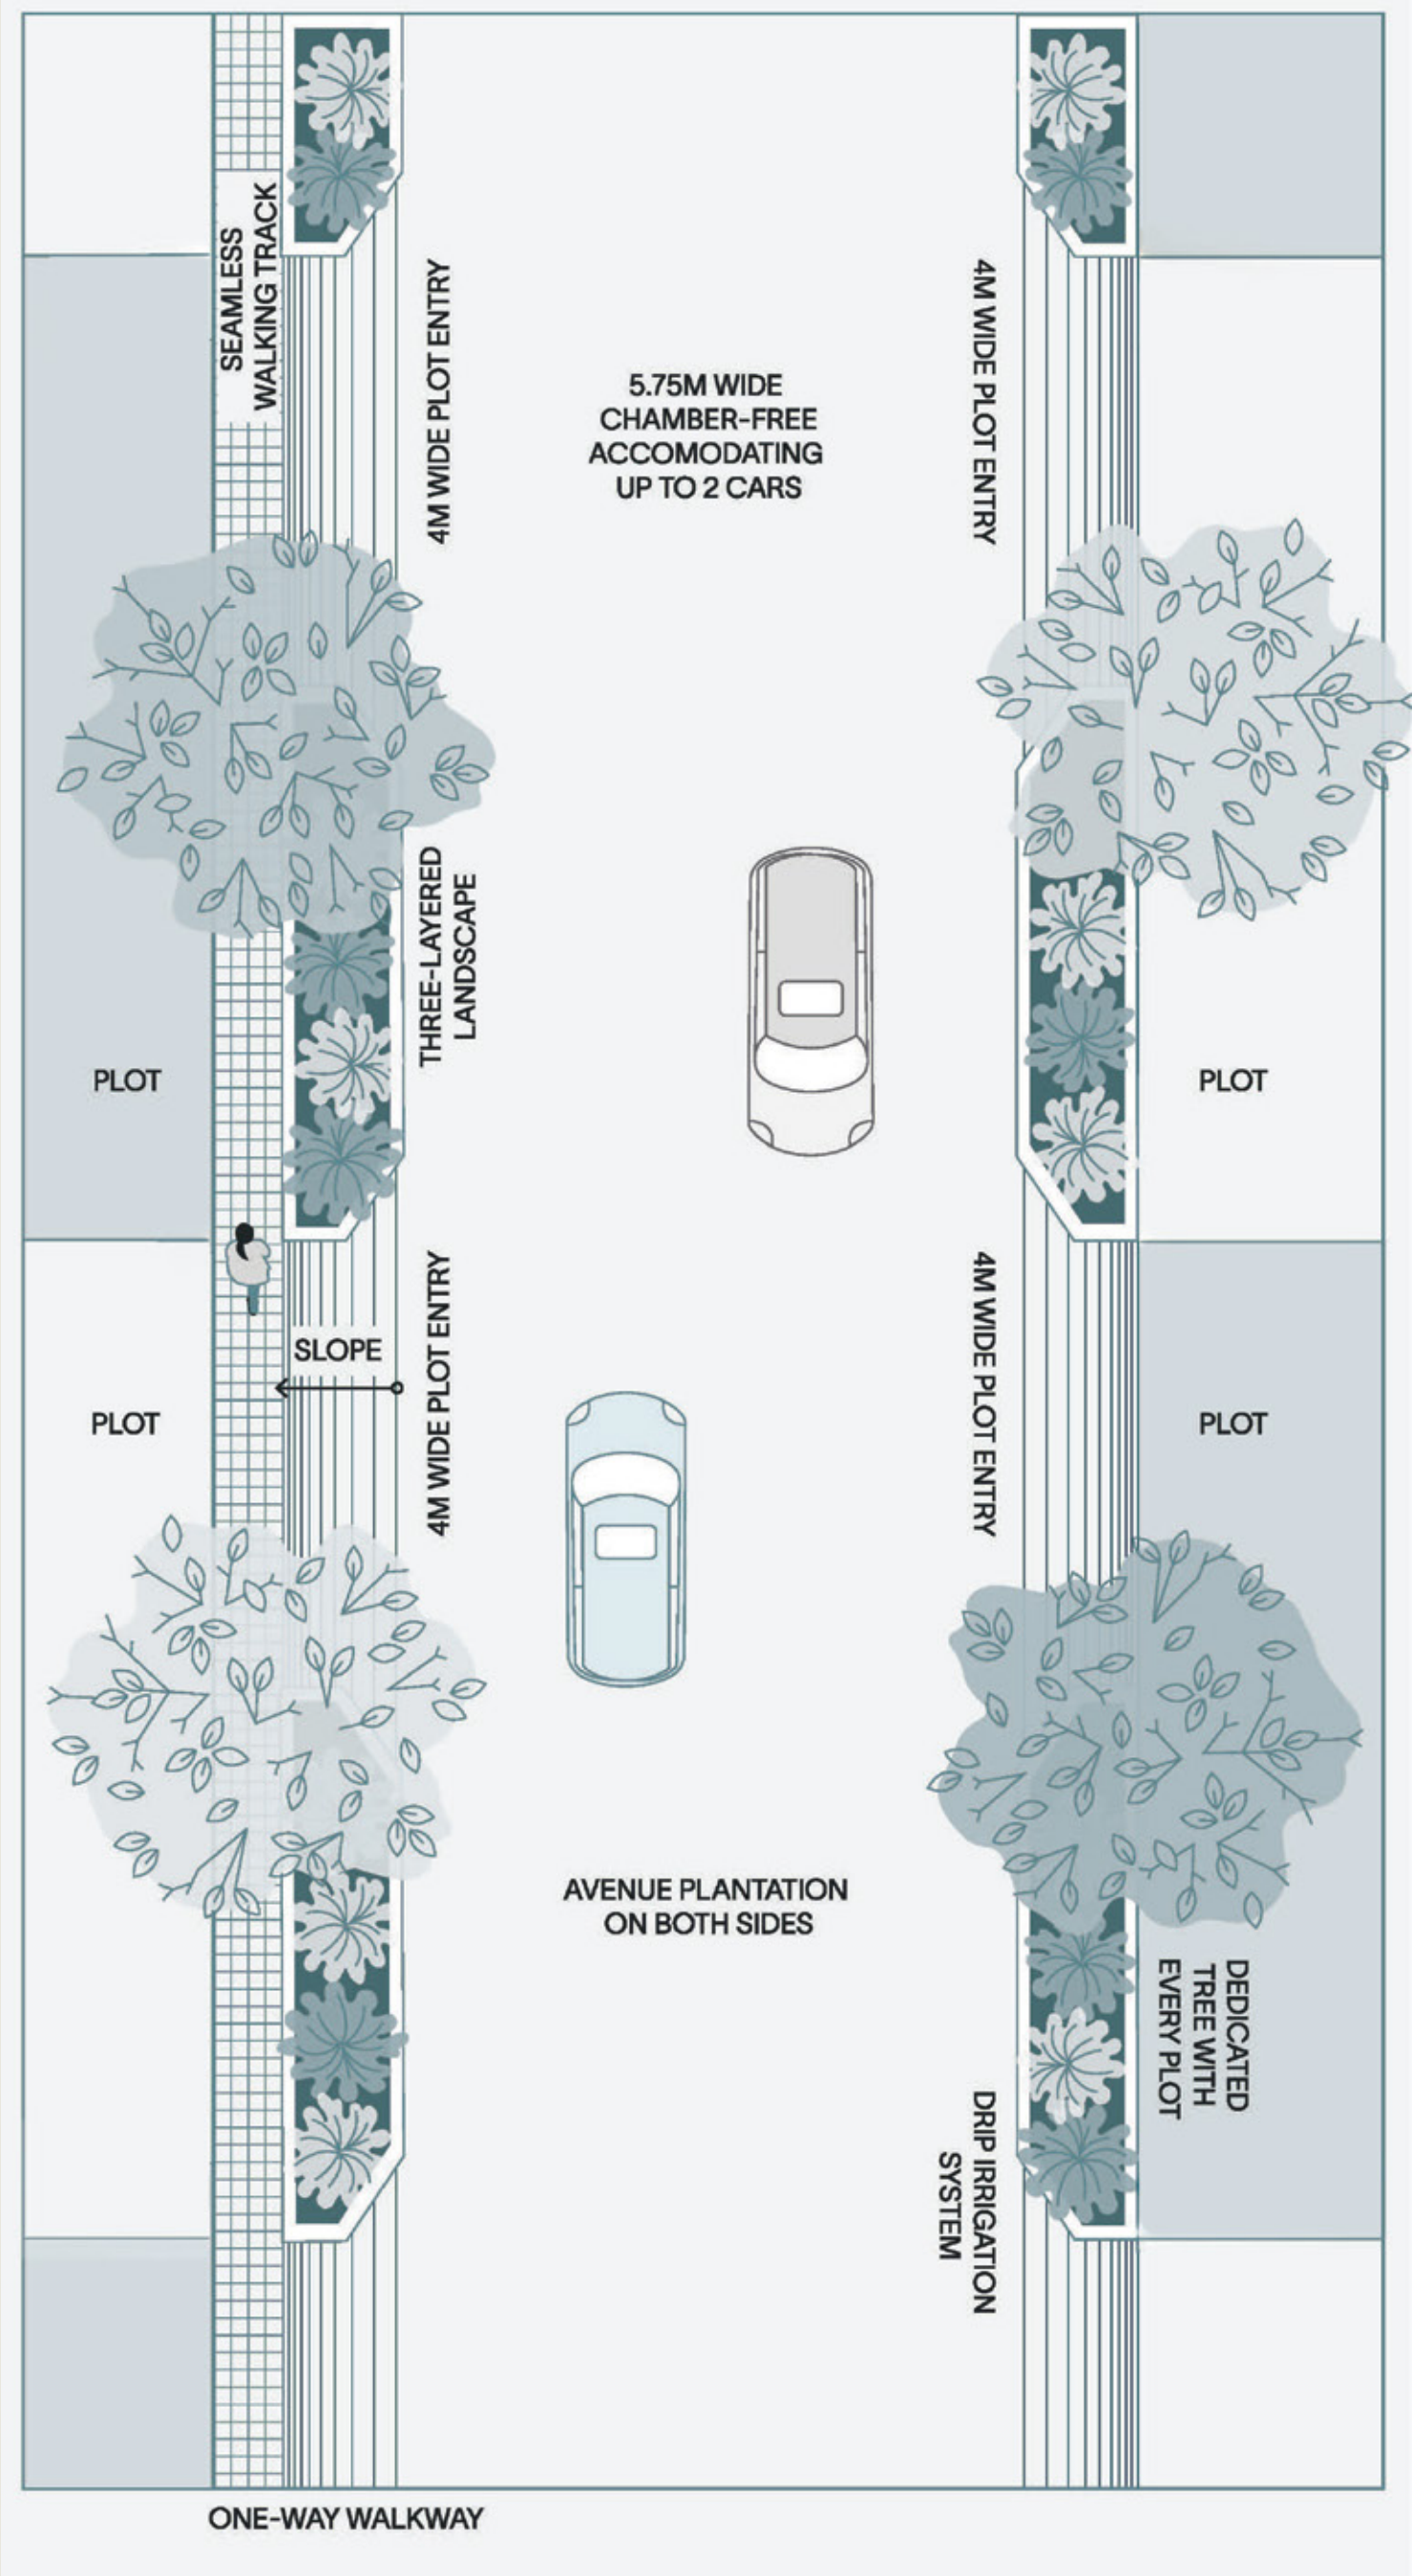 SEAMLESS
WALKING TRACK
4M WIDE PLOT ENTRY
5.75M WIDE
CHAMBER-FREE
ACCOMODATING
UP TO 2 CARS
4M WIDE PLOT ENTRY
THREE-LAYERED
LANDSCAPE
PLOT
PLOT
SLOPE
4M WIDE PLOT ENTRY
4M WIDE PLOT ENTRY
PLOT
PLOT
AVENUE PLANTATION
ON BOTH SIDES
DEDICATED
TREE WITH
EVERY PLOT
DRIP IRRIGATION
SYSTEM
ONE-WAY WALKWAY